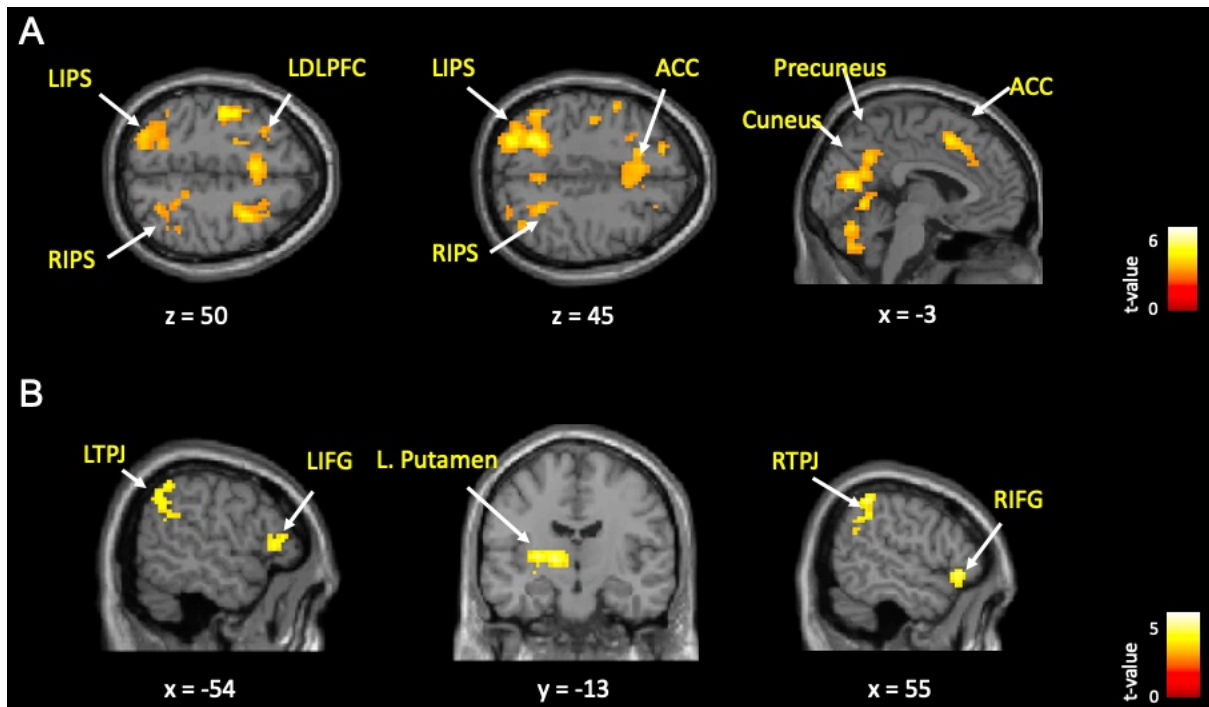 A
LIPS
LDLPFC
RIPS
z = 50
LIPS
ACC
RIPS
z = 45
Precuneus
ACC
Cuneus
x = -3
6
t-value
0
B
LTPJ
LIFG
x = -54
L. Putamen
y = -13
RTPJ
RIFG
x = 55
5
t-value
0